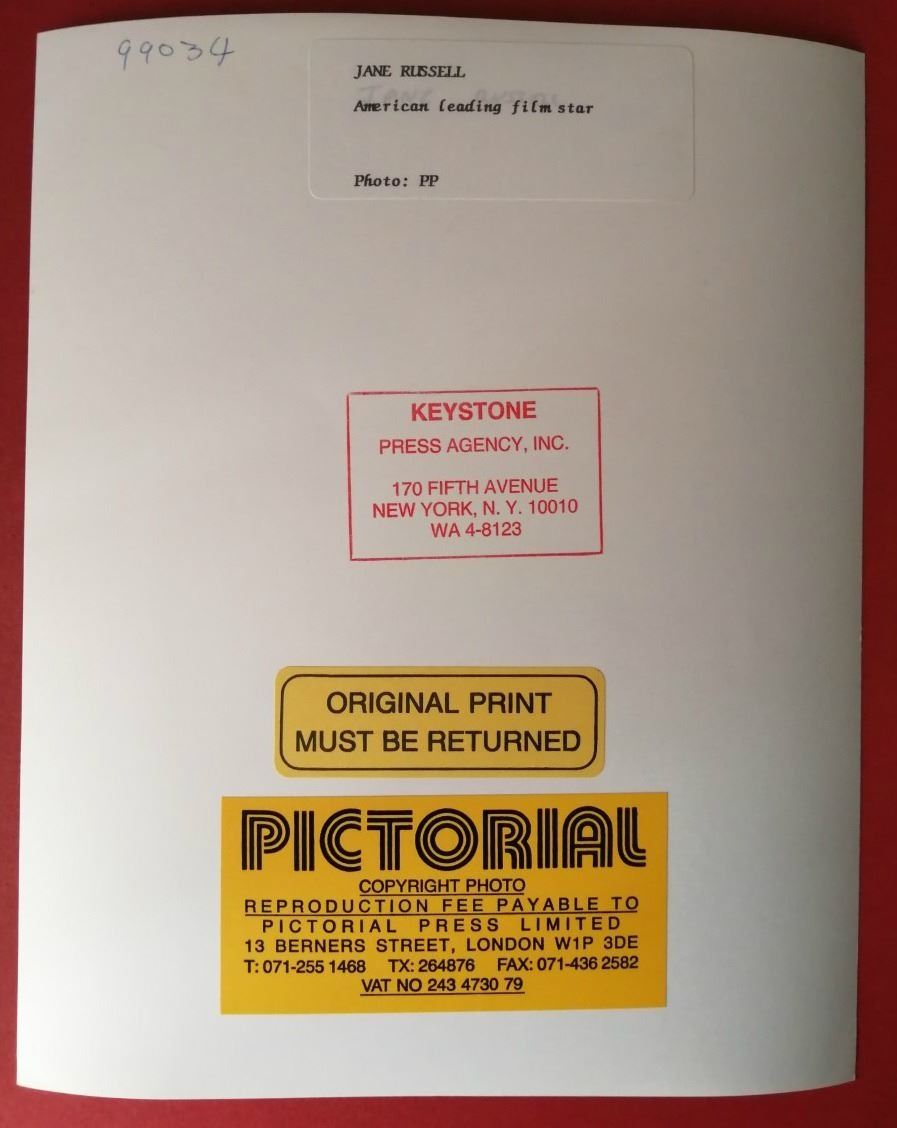 99034
JANE RUSSELL
American leading film star
Photo: PP
KEYSTONE
PRESS AGENCY, INC.
170 FIFTH AVENUE
NEW YORK, N. Y. 10010
WA 4-8123
ORIGINAL PRINT
MUST BE RETURNED
PICTORIAL
COPYRIGHT PHOTO
REPRODUCTION FEE PAYABLE TO
PICTORIAL PRESS LIMITED
13 BERNERS STREET, LONDON W1P 3DE
T: 071-255 1468 TX: 264876 FAX: 071-436 2582
VAT NO 243 4730 79